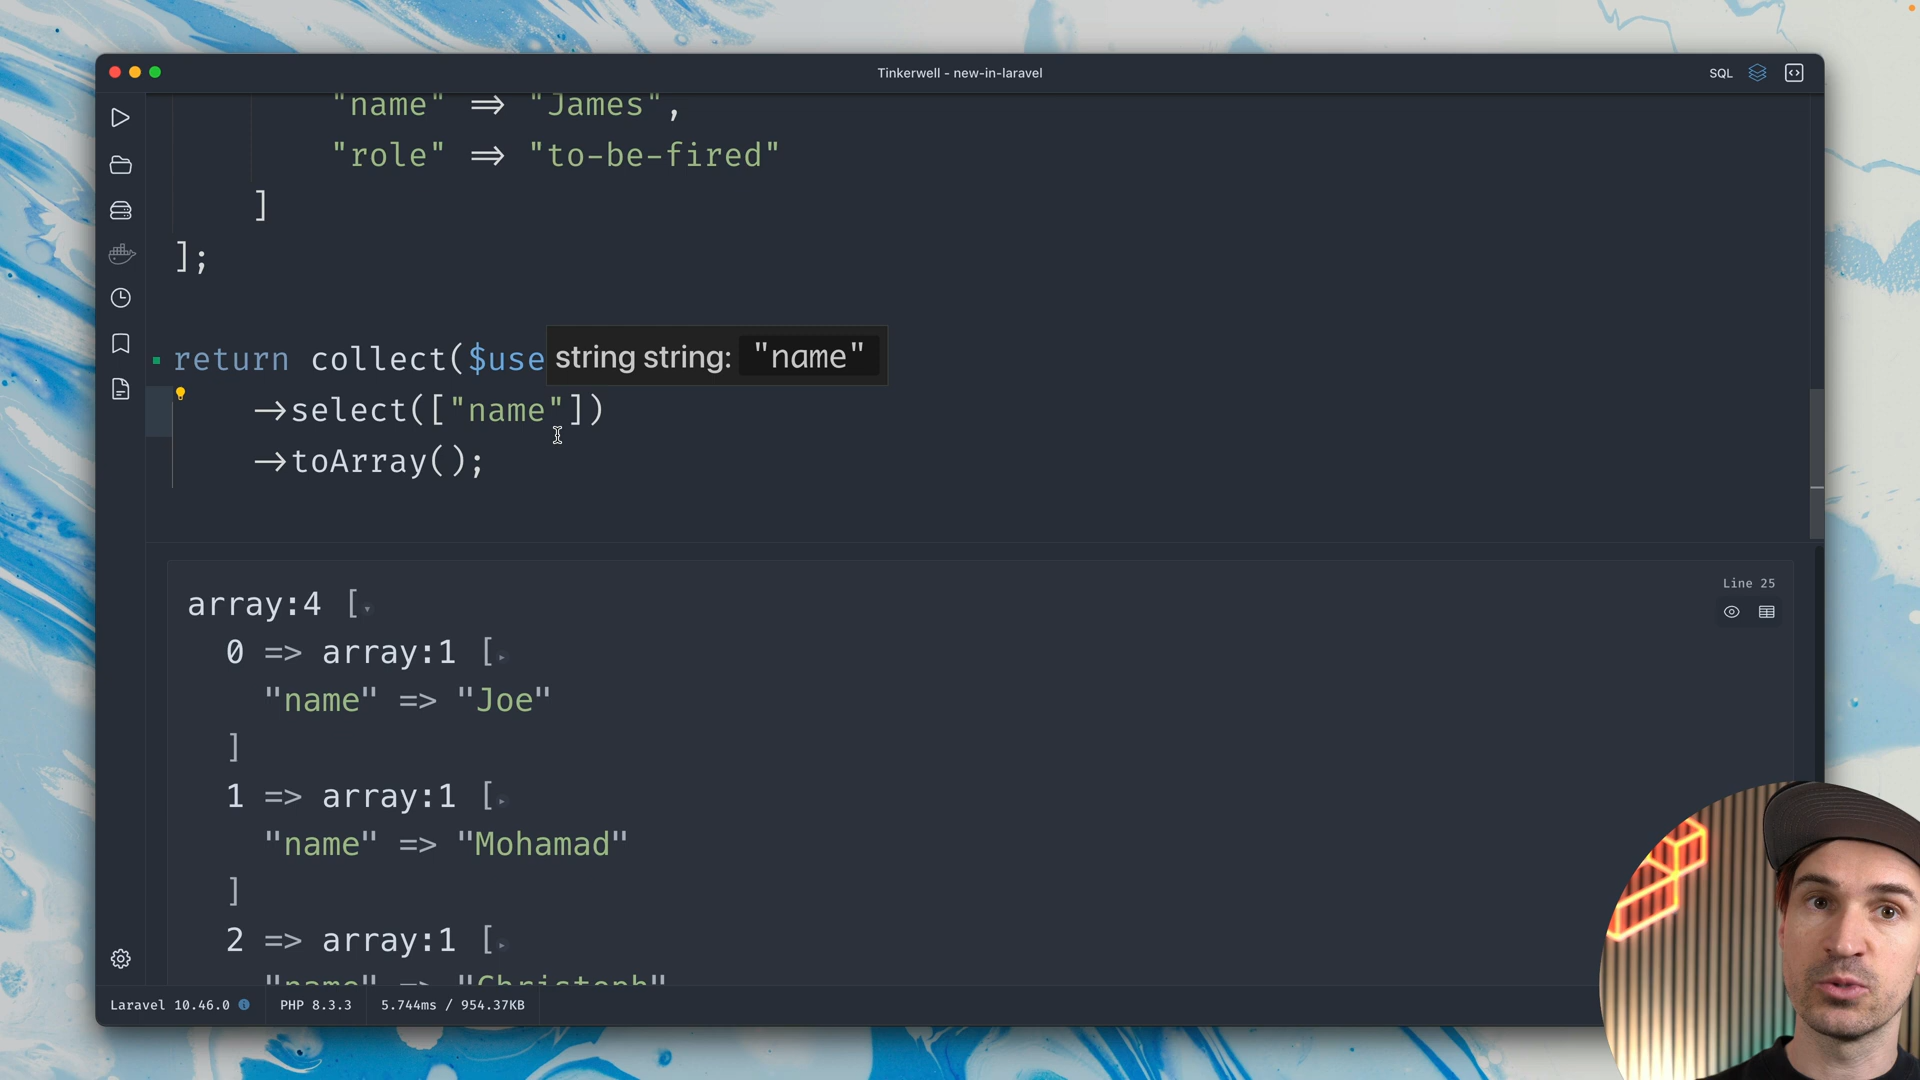 Tinkerwell - new-in-laravel
SQL
"name" => "James",
"role" => "to-be-fired"
]
];
return collect($use
string string: "name"
->select(["name"])
->toArray();
Line 25
array:4 [
0 => array:1 [
"name" => "Joe"
]
1 => array:1 [
"name" => "Mohamad"
]
2 => array:1 [
"name" => "Christoph"
Laravel 10.46.0
PHP 8.3.3
5.744ms / 954.37KB